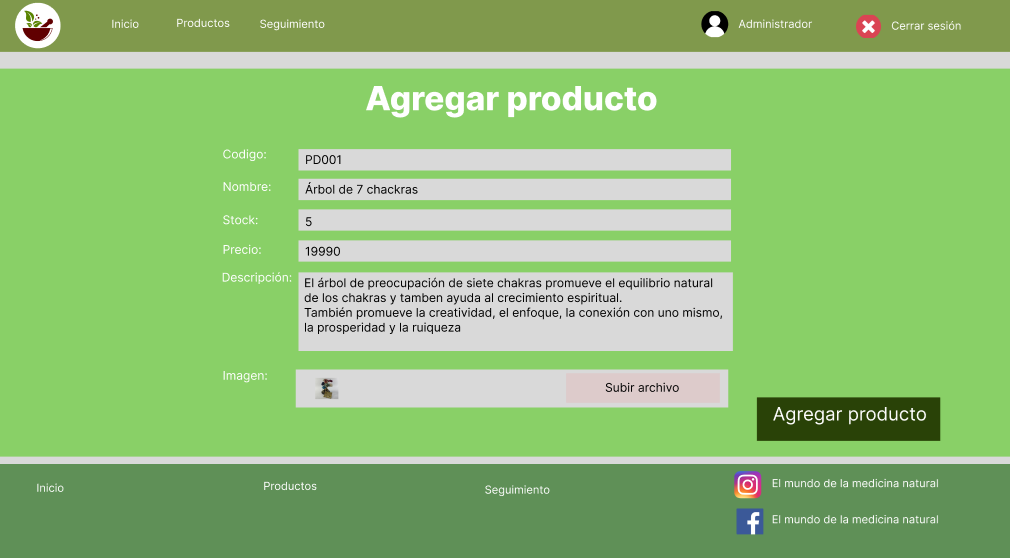 Inicio
Productos
Seguimiento
Administrador
Cerrar sesión
Agregar producto
Codigo:
PD001
Nombre:
Árbol de 7 chackras
Stock:
5
Precio:
19990
Descripción:
El árbol de preocupación de siete chakras promueve el equilibrio natural
de los chakras y tamben ayuda al crecimiento espiritual.
También promueve la creatividad, el enfoque, la conexión con uno mismo,
la prosperidad y la ruiqueza
Imagen:
Subir archivo
Agregar producto
Inicio
Productos
Seguimiento
El mundo de la medicina natural
El mundo de la medicina natural